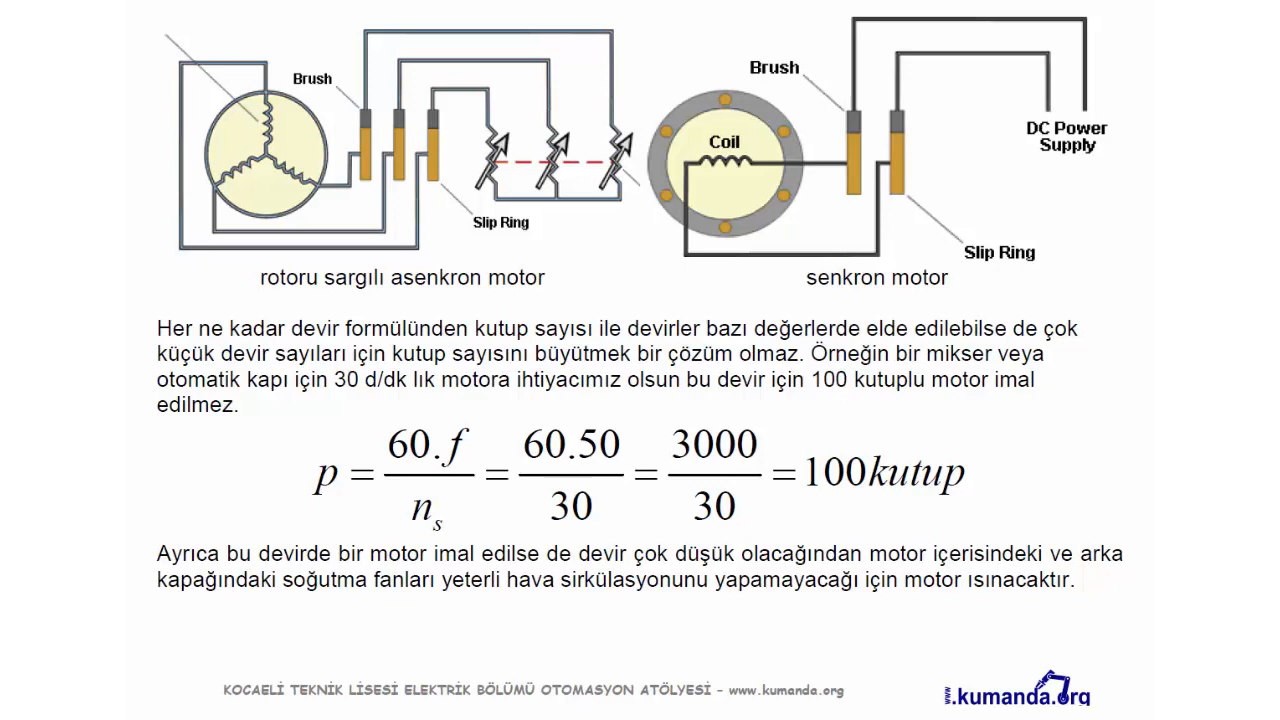 Brush
Slip Ring
rotoru sargılı asenkron motor
Brush
Coil
DC Power
Supply
Slip Ring
senkron motor
Her ne kadar devir formülünden kutup sayısı ile devirler bazı değerlerde elde edilebilse de çok
küçük devir sayıları için kutup sayısını büyütmek bir çözüm olmaz. Örneğin bir mikser veya
otomatik kapı için 30 d/dk lık motora ihtiyacımız olsun bu devir için 100 kutuplu motor imal
edilmez.
p = 60.f / n_s = 60.50 / 30 = 3000 / 30 = 100kutup
Ayrıca bu devirde bir motor imal edilse de devir çok düşük olacağından motor içerisindeki ve arka
kapağındaki soğutma fanları yeterli hava sirkülasyonunu yapamayacağı için motor ısınacaktır.
KOCAELİ TEKNİK LİSESİ ELEKTRİK BÖLÜMÜ OTOMASYON ATÖLYESİ - www.kumanda.org
www.kumanda.org